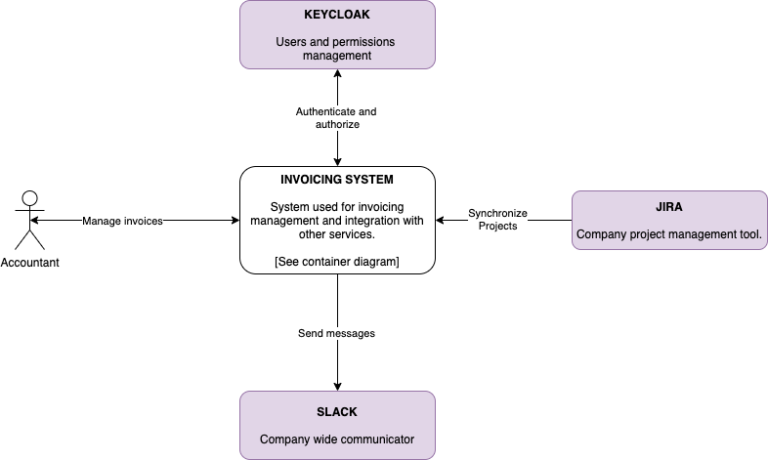 KEYCLOAK
Users and permissions
management
Authenticate and
authorize
INVOICING SYSTEM
System used for invoicing
management and integration with
other services.
[See container diagram]
Manage invoices
Accountant
Synchronize
Projects
JIRA
Company project management tool.
Send messages
SLACK
Company wide communicator